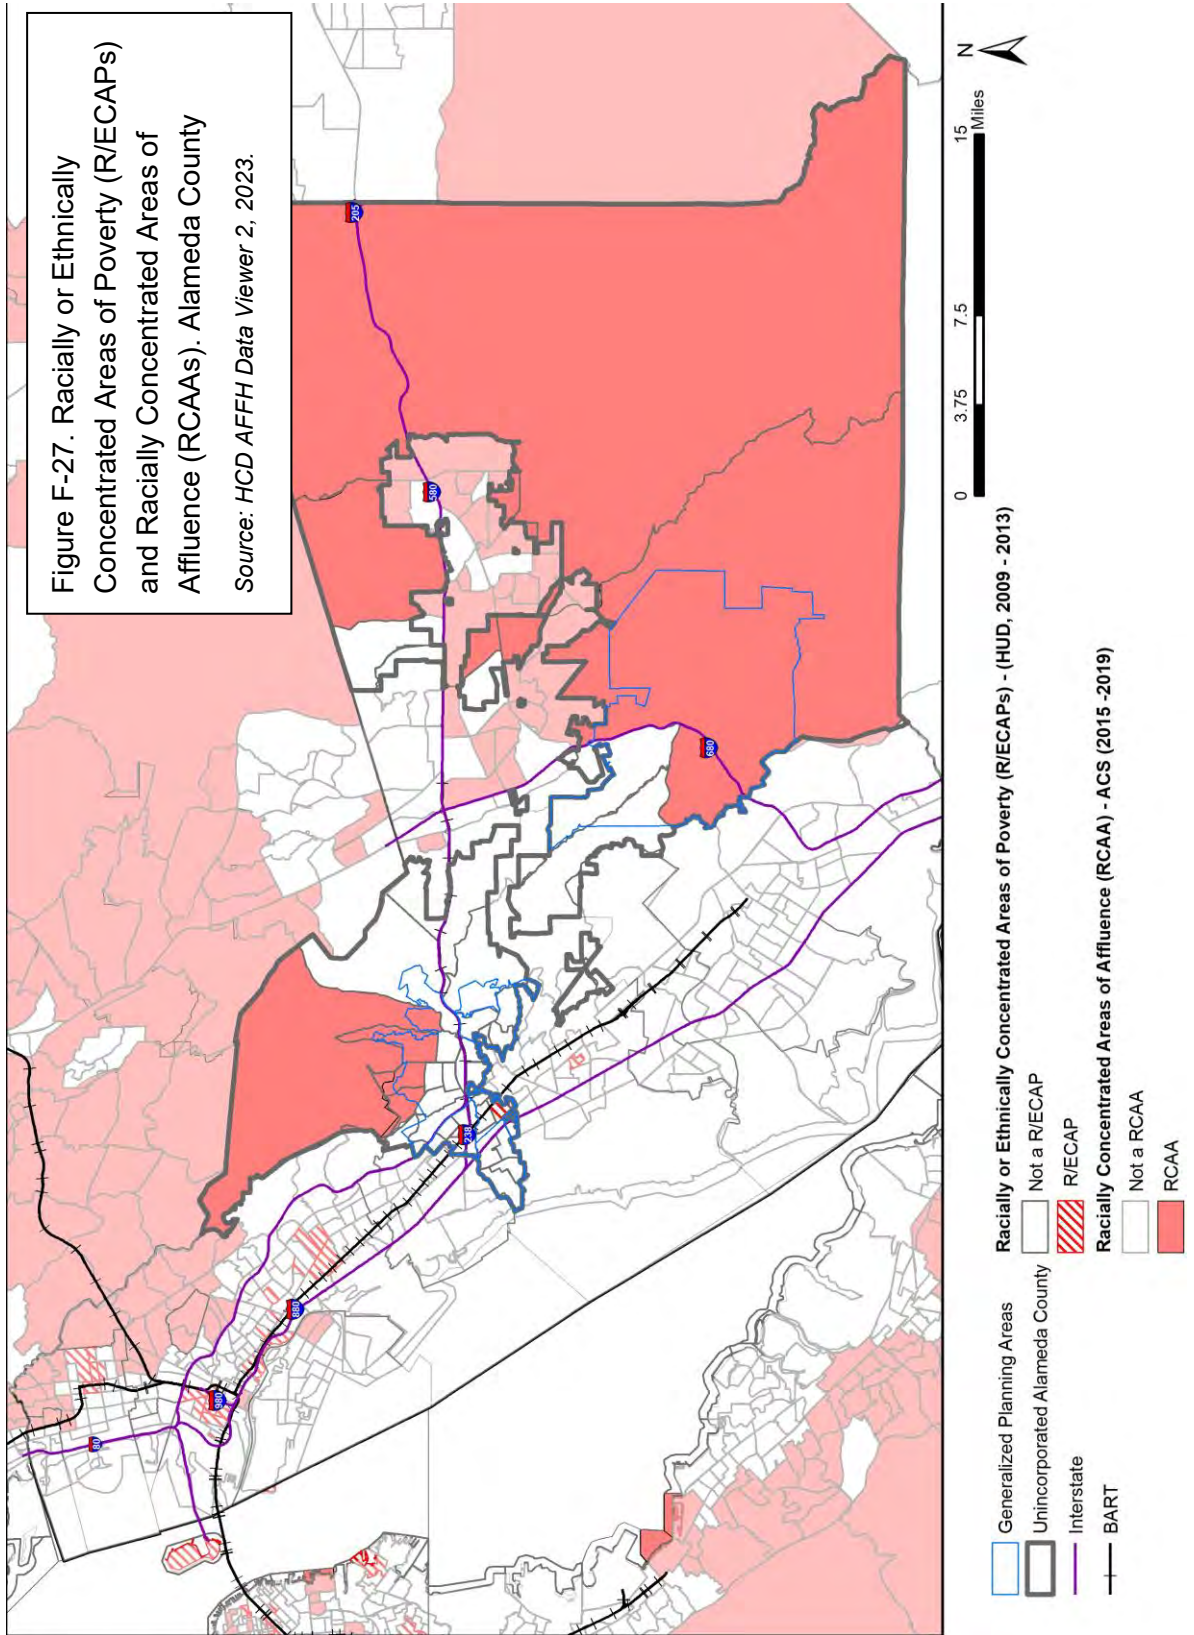 Figure F-27. Racially or Ethnically
Concentrated Areas of Poverty (R/ECAPs)
and Racially Concentrated Areas of
Affluence (RCAAs). Alameda County
Source: HCD AFFH Data Viewer 2, 2023.
80
980
880
238
580
205
680
N
0
3.75
7.5
15
Miles
Generalized Planning Areas
Unincorporated Alameda County
Interstate
BART
Racially or Ethnically Concentrated Areas of Poverty (R/ECAPs) - (HUD, 2009 - 2013)
Not a R/ECAP
R/ECAP
Racially Concentrated Areas of Affluence (RCAA) - ACS (2015 -2019)
Not a RCAA
RCAA